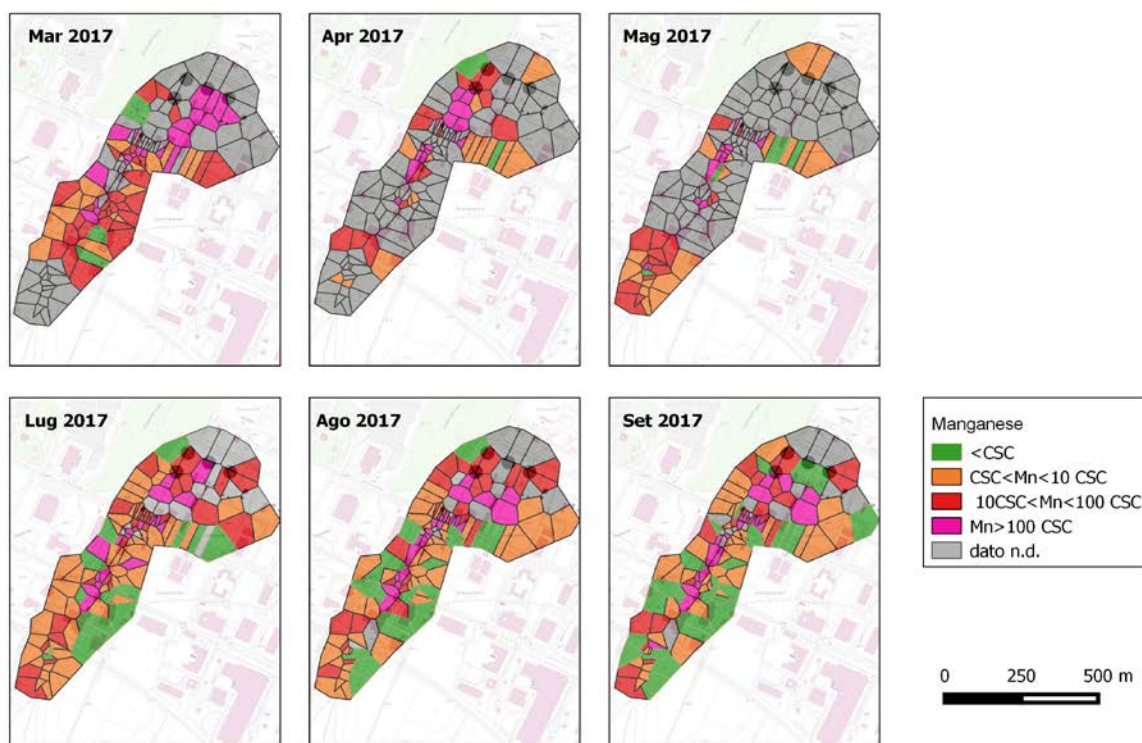 Mar 2017
Apr 2017
Mag 2017
Lug 2017
Ago 2017
Set 2017
Manganese
<CSC
CSC<Mn<10 CSC
10CSC<Mn<100 CSC
Mn>100 CSC
dato n.d.
0 250 500 m